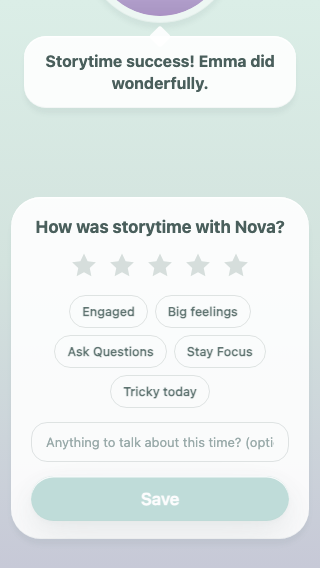 Storytime success! Emma did
wonderfully.
How was storytime with Nova?
Engaged
Big feelings
Ask Questions
Stay Focus
Tricky today
Anything to talk about this time? (opti
Save